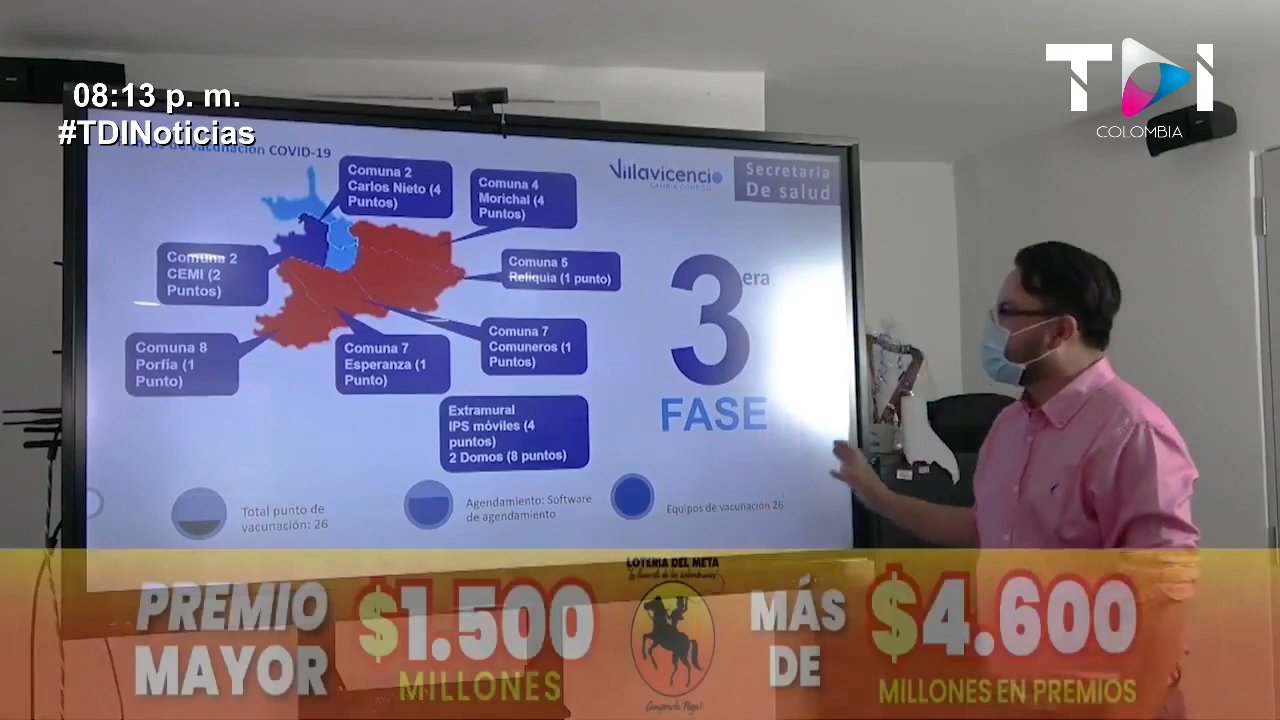 08:13 p. m.
#TDINoticias
TDI
COLOMBIA
de vacunación COVID-19
Villavicencio
Secretaria
De salud
Comuna 2
Carlos Nieto (4
Puntos)
Comuna 4
Morichal (4
Puntos)
Comuna 2
CEMI (2
Puntos)
Comuna 5
Reliquia (1 punto)
3era
FASE
Comuna 7
Comuneros (1
Puntos)
Comuna 8
Porfía (1
Punto)
Comuna 7
Esperanza (1
Punto)
Extramural
IPS móviles (4
puntos)
2 Domos (8 puntos)
Total punto de
vacunación: 26
Agendamiento: Software
de agendamiento
Equipos de vacunación 26
PREMIO
MAYOR
$1.500
MILLONES
LOTERIA DEL META
MÁS
DE
$4.600
MILLONES EN PREMIOS